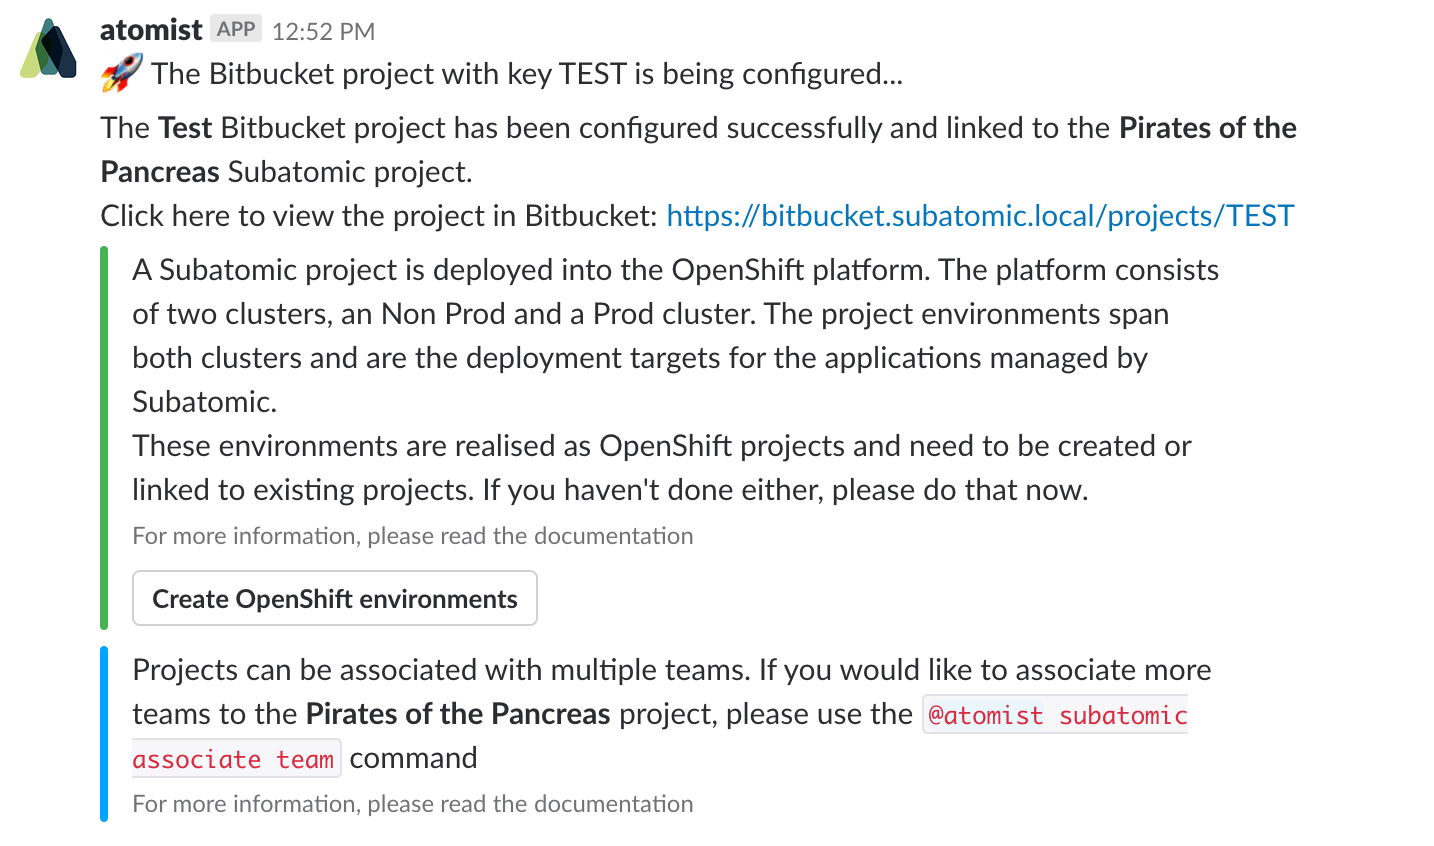 atomist APP 12:52 PM
🚀 The Bitbucket project with key TEST is being configured...
The Test Bitbucket project has been configured successfully and linked to the Pirates of the
Pancreas Subatomic project.
Click here to view the project in Bitbucket: https://bitbucket.subatomic.local/projects/TEST
A Subatomic project is deployed into the OpenShift platform. The platform consists
of two clusters, an Non Prod and a Prod cluster. The project environments span
both clusters and are the deployment targets for the applications managed by
Subatomic.
These environments are realised as OpenShift projects and need to be created or
linked to existing projects. If you haven't done either, please do that now.
For more information, please read the documentation
Create OpenShift environments
Projects can be associated with multiple teams. If you would like to associate more
teams to the Pirates of the Pancreas project, please use the @atomist subatomic
associate team command
For more information, please read the documentation